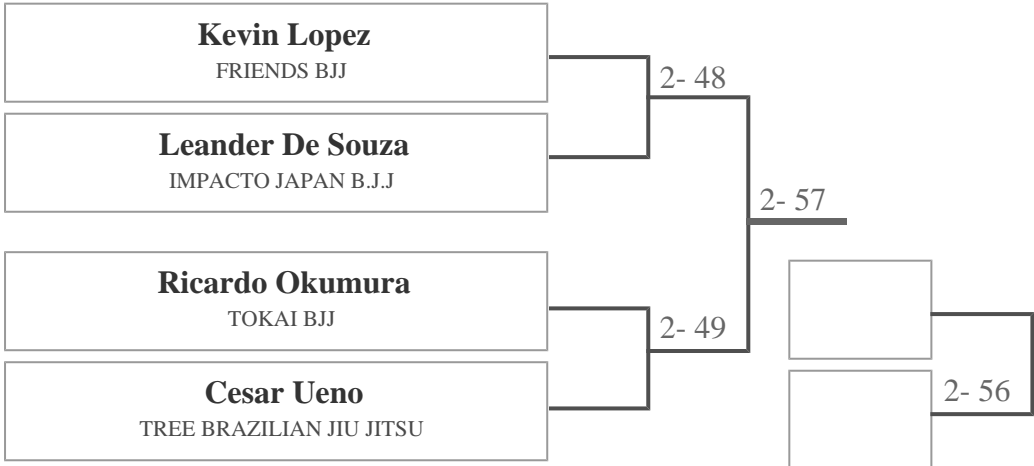 Kevin Lopez
FRIENDS BJJ
2- 48
Leander De Souza
IMPACTO JAPAN B.J.J
2- 57
Ricardo Okumura
TOKAI BJJ
2- 49
Cesar Ueno
TREE BRAZILIAN JIU JITSU
2- 56